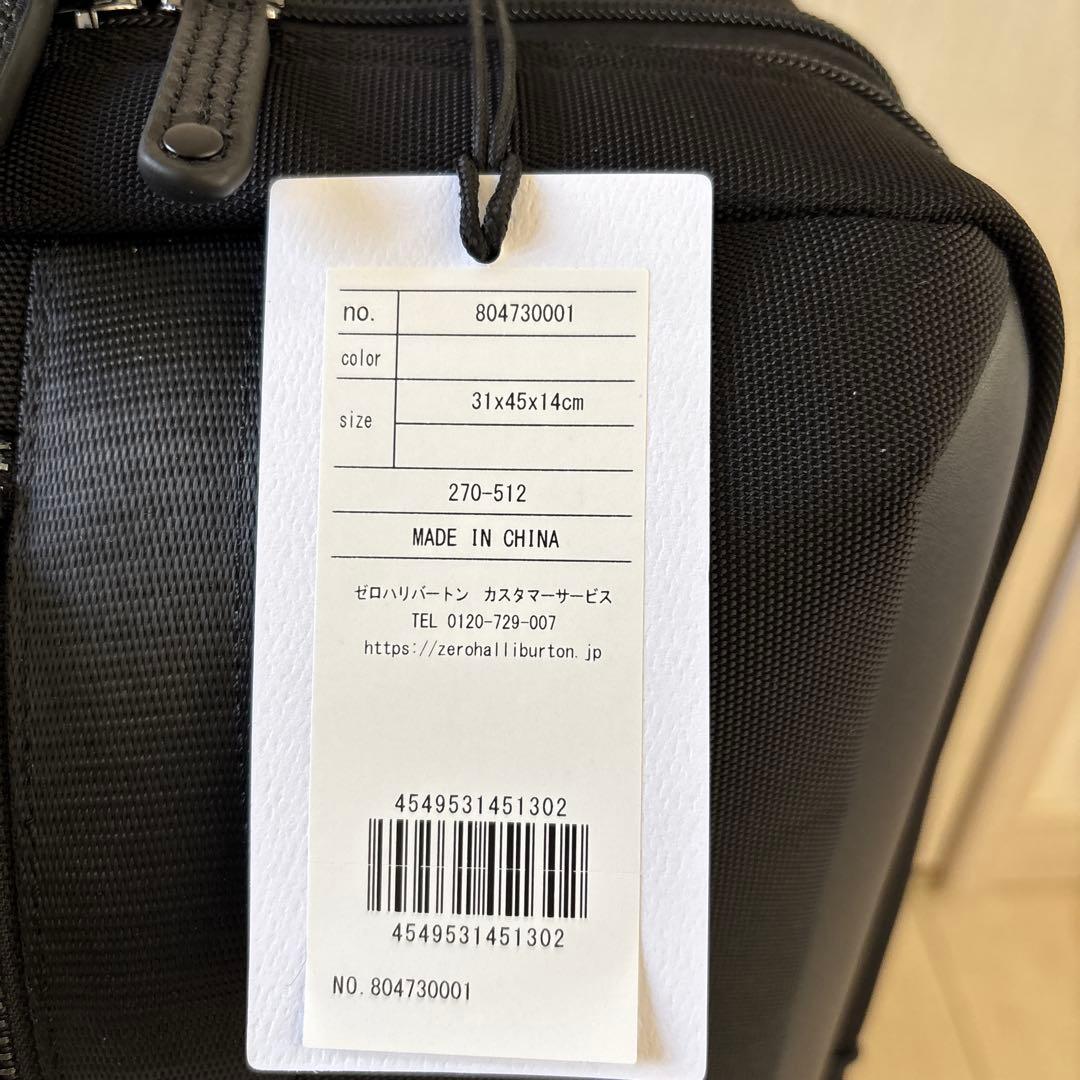 no. 804730001
color
size 31x45x14cm
270-512
MADE IN CHINA
ゼロハリバートン カスタマーサービス
TEL 0120-729-007
https://zerohalliburton.jp
4549531451302
4549531451302
NO.804730001